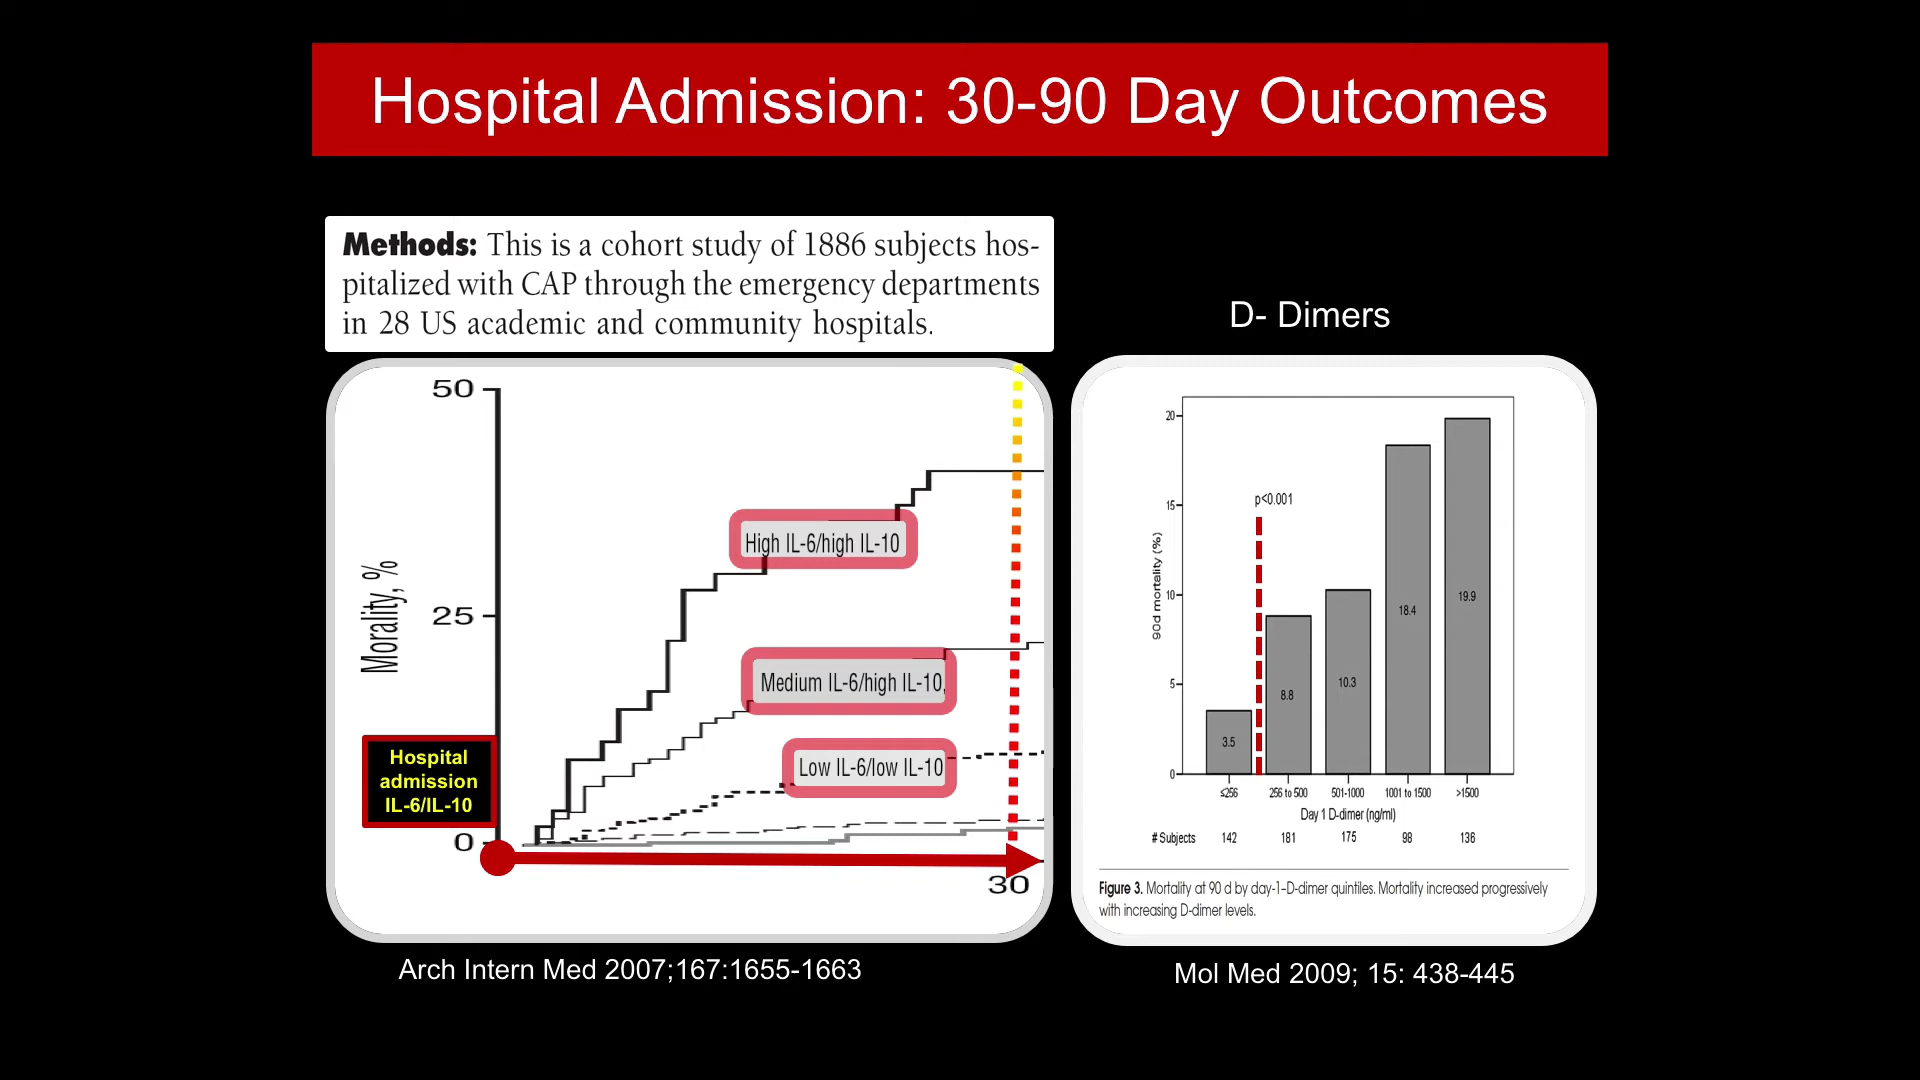 Hospital Admission: 30-90 Day Outcomes
Methods: This is a cohort study of 1886 subjects hos-
pitalized with CAP through the emergency departments
in 28 US academic and community hospitals.
50
25
0
Morality, %
High IL-6/high IL-10
Medium IL-6/high IL-10,
Low IL-6/low IL-10
Hospital
admission
IL-6/IL-10
30
Arch Intern Med 2007;167:1655-1663
D- Dimers
20
15
10
5
0
90d mortality (%)
p<0.001
3.5
8.8
10.3
18.4
19.9
≤256 256 to 500 501-1000 1001 to 1500 >1500
Day 1 D-dimer (ng/ml)
# Subjects 142 181 175 98 136
Figure 3. Mortality at 90 d by day-1–D-dimer quintiles. Mortality increased progressively
with increasing D-dimer levels.
Mol Med 2009; 15: 438-445